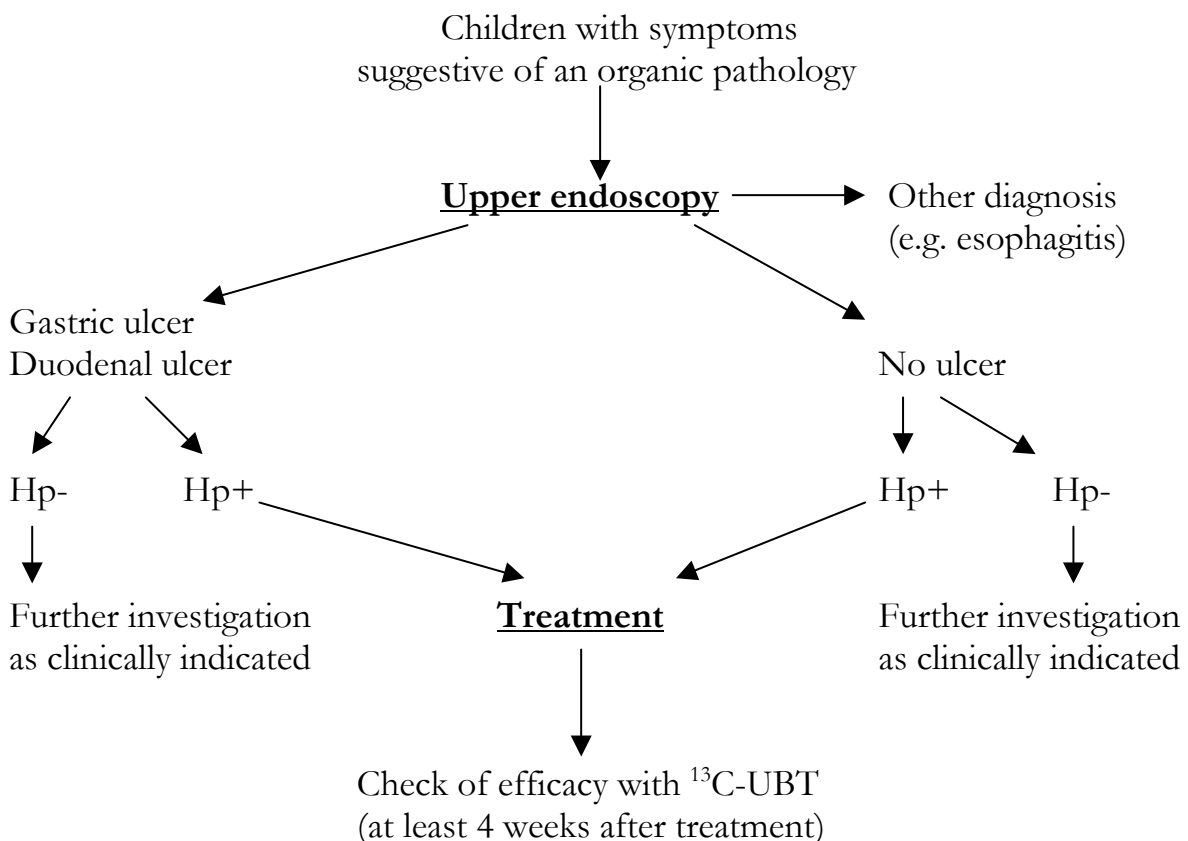 Children with symptoms
suggestive of an organic pathology
Upper endoscopy
Other diagnosis
(e.g. esophagitis)
Gastric ulcer
Duodenal ulcer
No ulcer
Hp-
Hp+
Hp+
Hp-
Further investigation
as clinically indicated
Treatment
Further investigation
as clinically indicated
Check of efficacy with ¹³C-UBT
(at least 4 weeks after treatment)